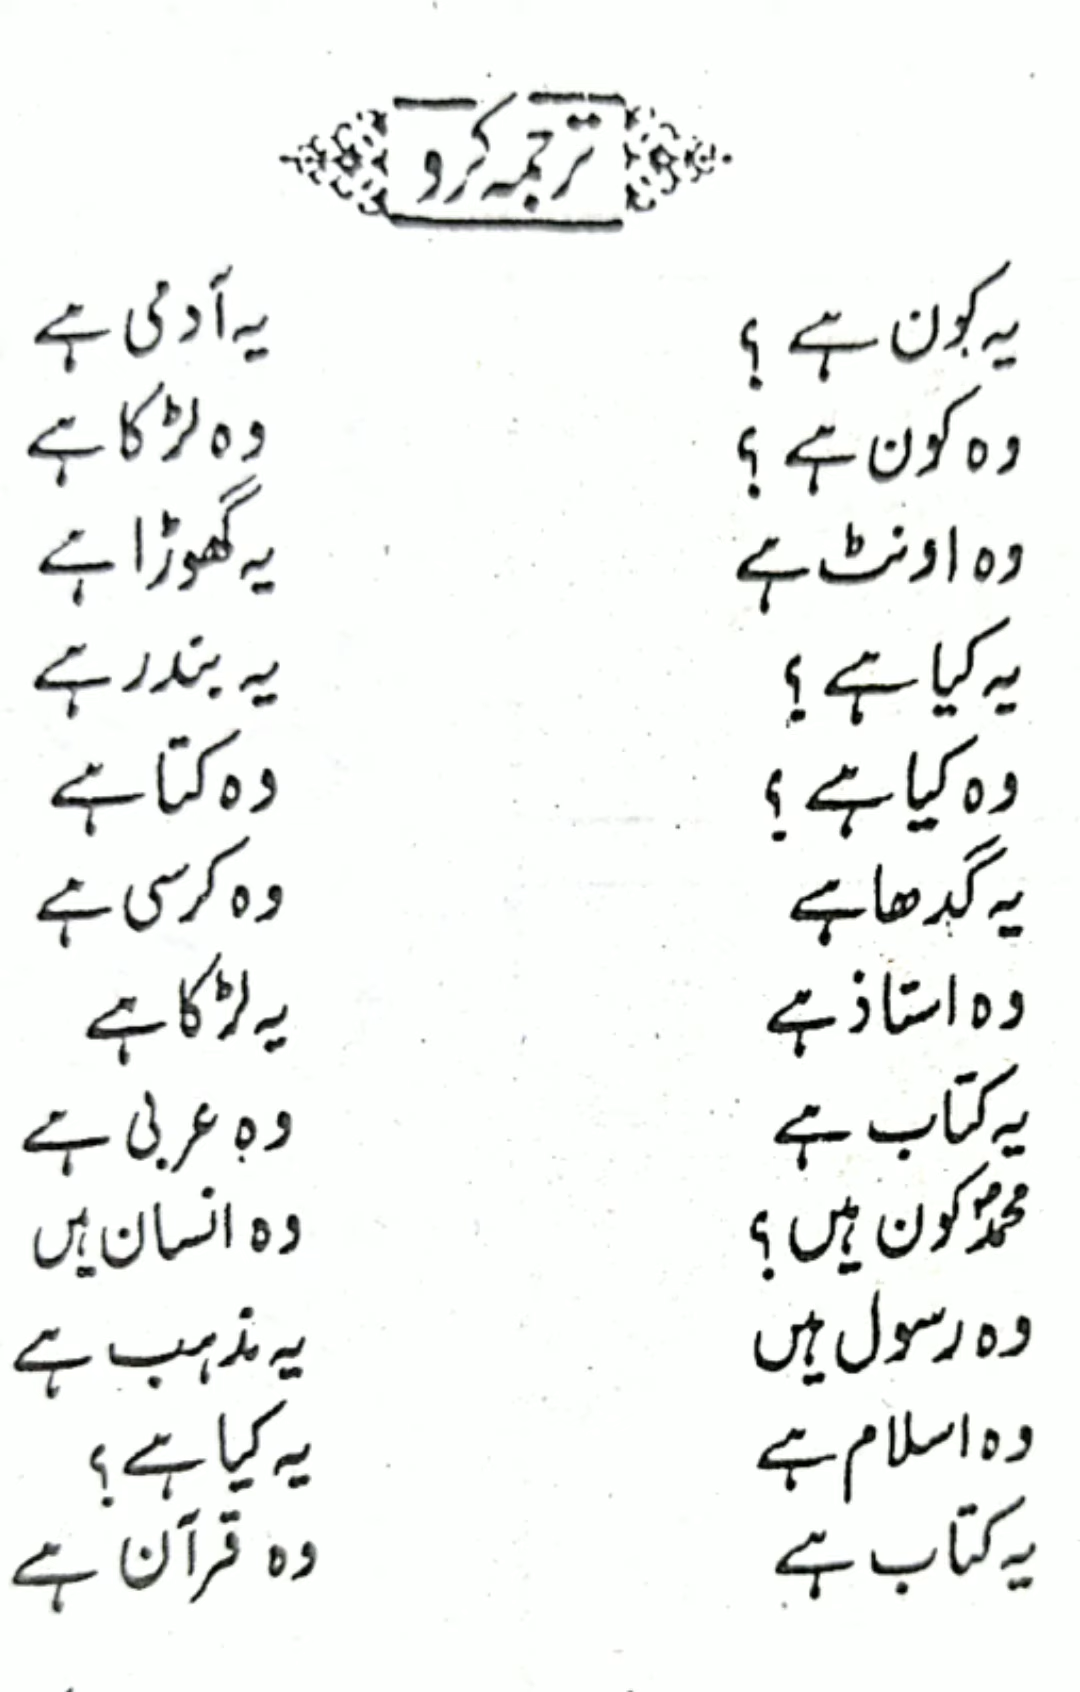 ترجمہ کرو
یہ کون ہے ؟ یہ آدمی ہے
وہ کون ہے ؟ وہ لڑکا ہے
وہ اونٹ ہے یہ گھوڑا ہے
یہ کیا ہے ؟ یہ بندر ہے
وہ کیا ہے ؟ وہ کتا ہے
یہ گدھا ہے وہ کرسی ہے
وہ استاذ ہے یہ لڑکا ہے
یہ کتاب ہے وہ عربی ہے
محمدؐ کون ہیں ؟ وہ انسان ہیں
وہ رسول ہیں یہ مذہب ہے
وہ اسلام ہے یہ کیا ہے ؟
یہ کتاب ہے وہ قرآن ہے